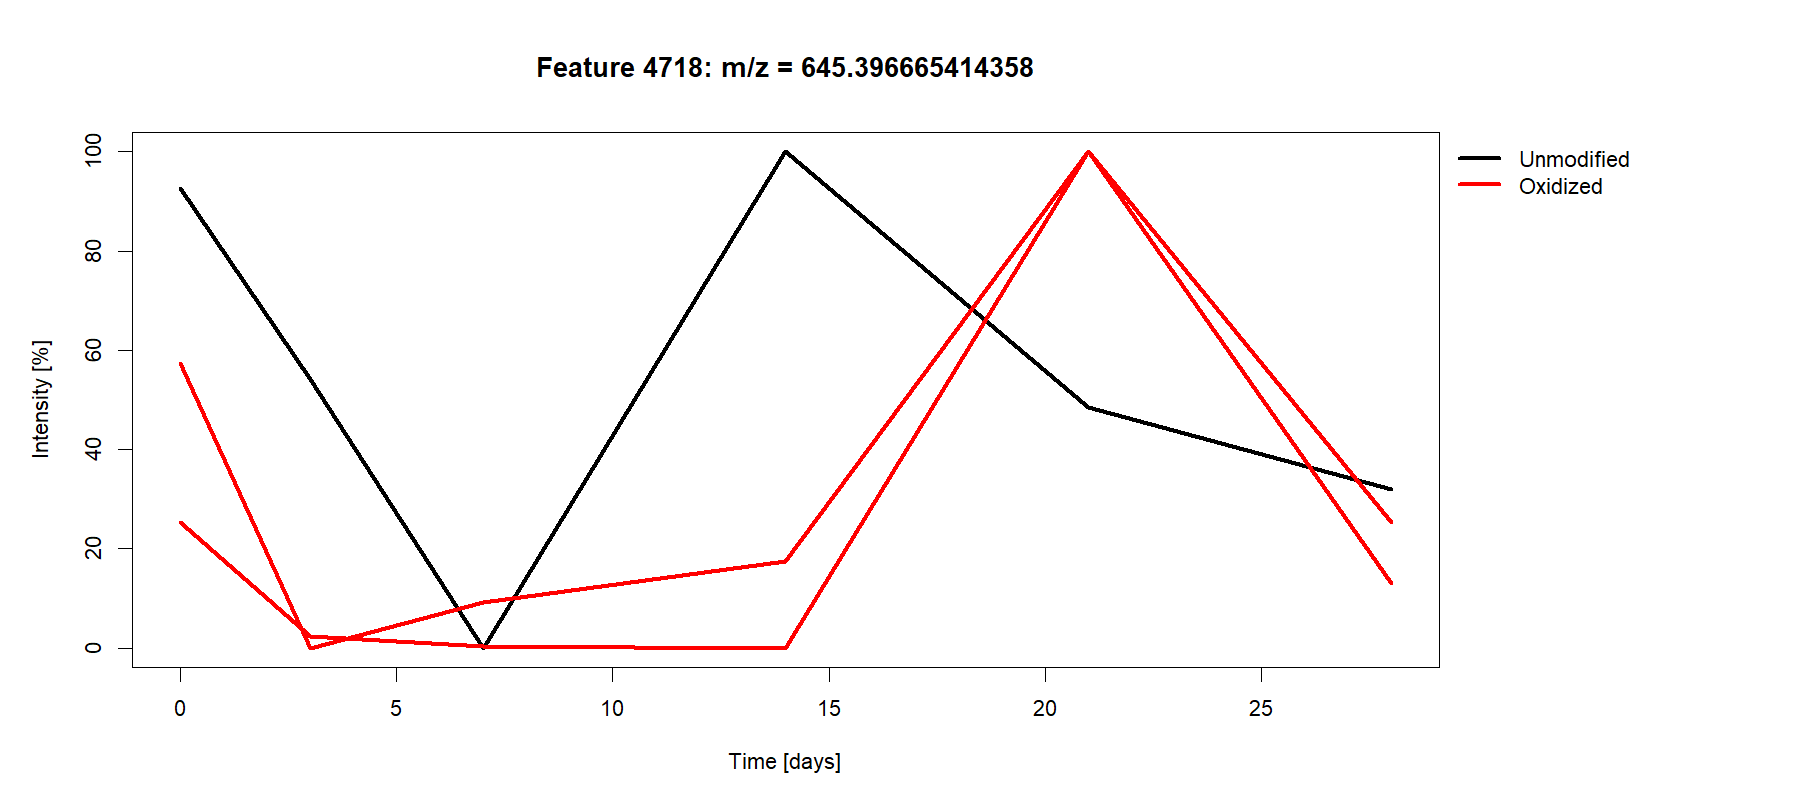 Feature 4718: m/z = 645.396665414358
Unmodified
Oxidized
Intensity [%]
100
80
60
40
20
0
0 5 10 15 20 25
Time [days]